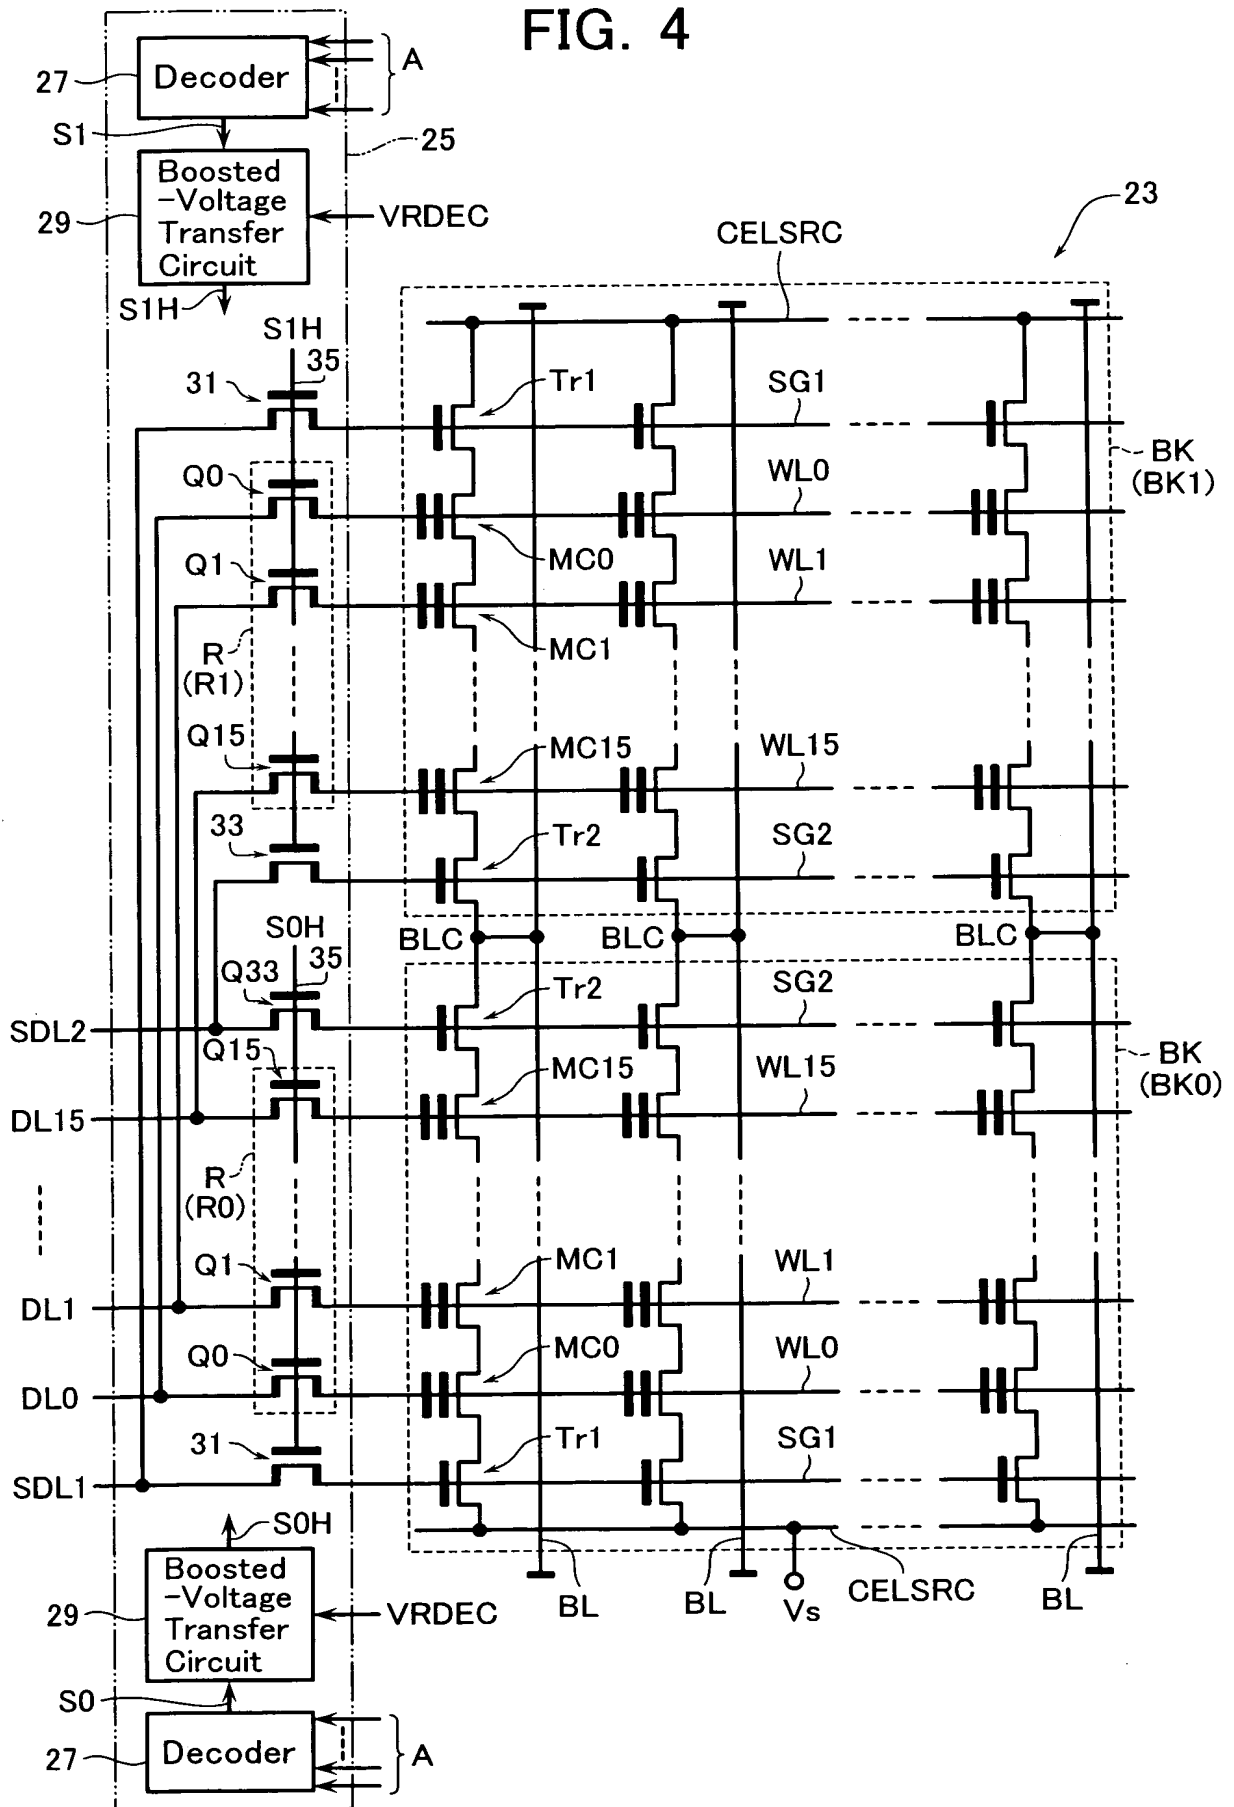 FIG. 4
27
Decoder
A
S1
25
29
Boosted
-Voltage
Transfer
Circuit
VRDEC
23
CELSRC
S1H
S1H
35
31
Tr1
SG1
BK
(BK1)
Q0
WL0
MC0
Q1
WL1
MC1
R
(R1)
Q15
MC15
WL15
33
Tr2
SG2
S0H
BLC
BLC
BLC
Q33
35
Tr2
SG2
SDL2
Q15
MC15
WL15
BK
(BK0)
DL15
R
(R0)
Q1
MC1
WL1
DL1
Q0
MC0
WL0
DL0
31
Tr1
SG1
SDL1
S0H
Boosted
-Voltage
Transfer
Circuit
29
VRDEC
BL
BL
Vs
CELSRC
BL
S0
27
Decoder
A